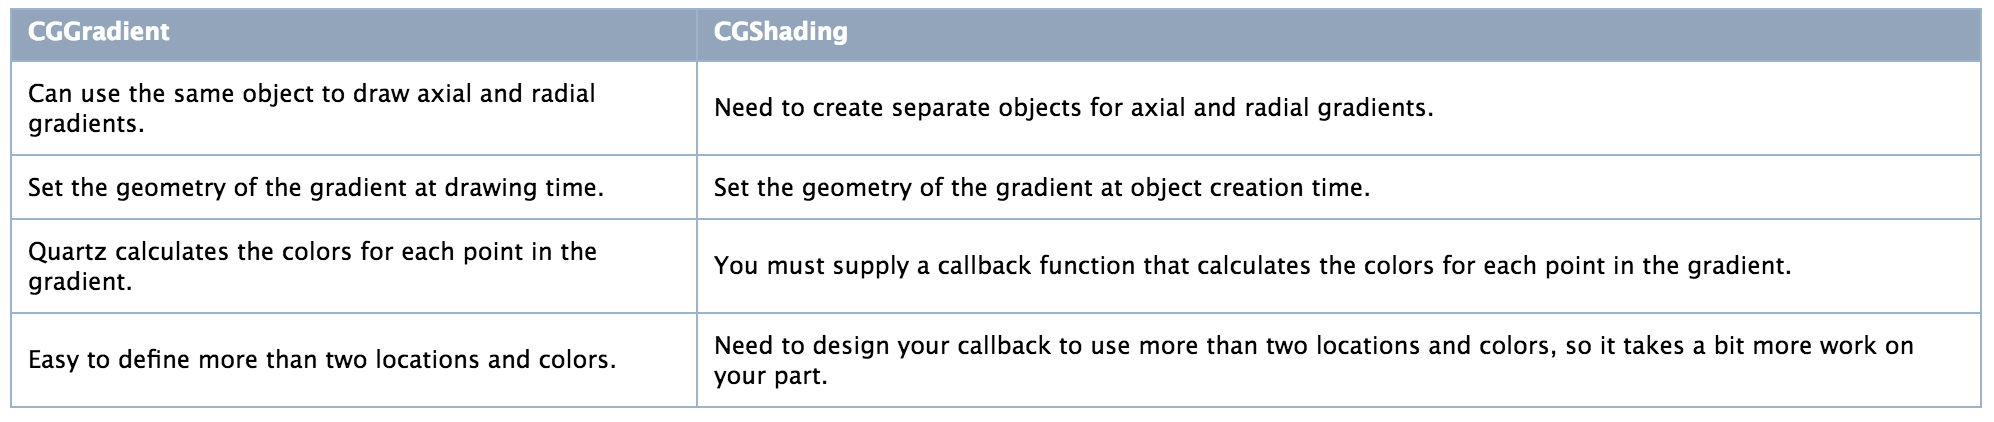 CGGradient
CGShading
Can use the same object to draw axial and radial
gradients.
Need to create separate objects for axial and radial gradients.
Set the geometry of the gradient at drawing time.
Set the geometry of the gradient at object creation time.
Quartz calculates the colors for each point in the
gradient.
You must supply a callback function that calculates the colors for each point in the gradient.
Easy to define more than two locations and colors.
Need to design your callback to use more than two locations and colors, so it takes a bit more work on
your part.